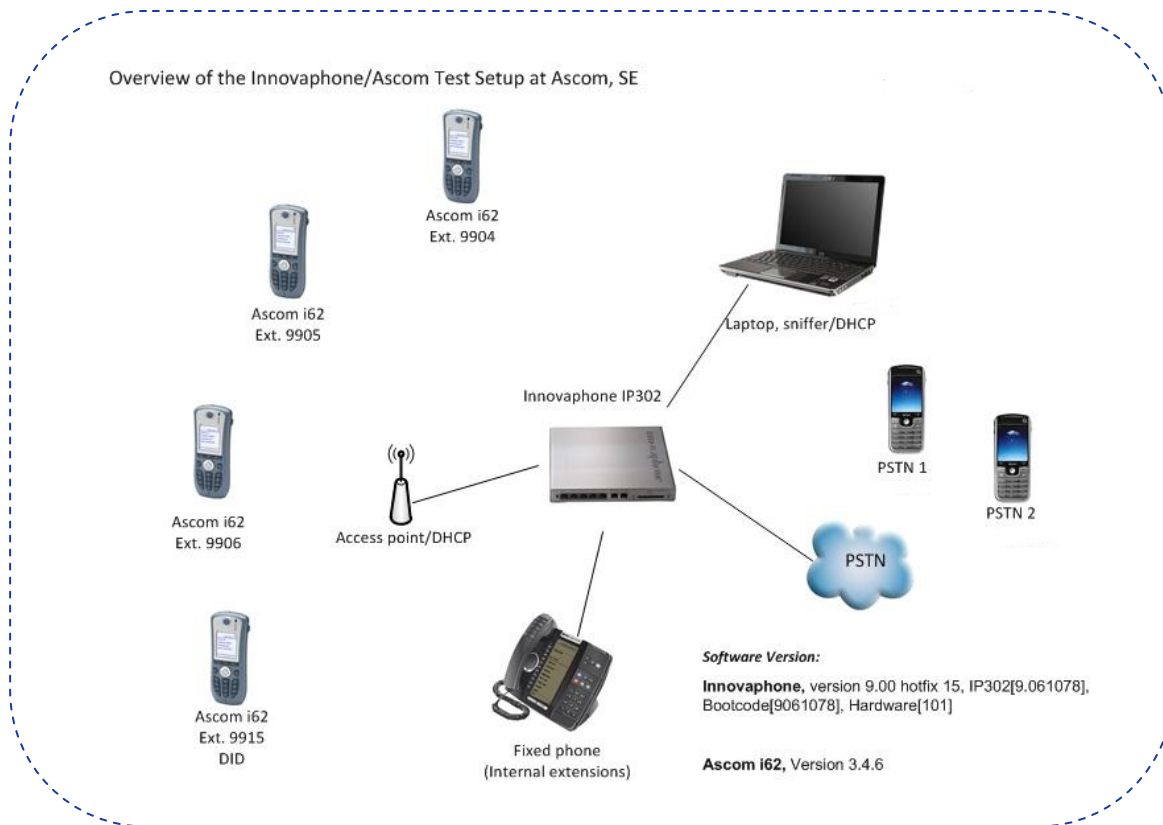 Overview of the Innovaphone/Ascom Test Setup at Ascom, SE
Ascom i62
Ext. 9904
Ascom i62
Ext. 9905
Laptop, sniffer/DHCP
Innovaphone IP302
PSTN 1
PSTN 2
Ascom i62
Ext. 9906
Access point/DHCP
PSTN
Ascom i62
Ext. 9915
DID
Fixed phone
(Internal extensions)
Software Version:
Innovaphone, version 9.00 hotfix 15, IP302[9.061078],
Bootcode[9061078], Hardware[101]
Ascom i62, Version 3.4.6